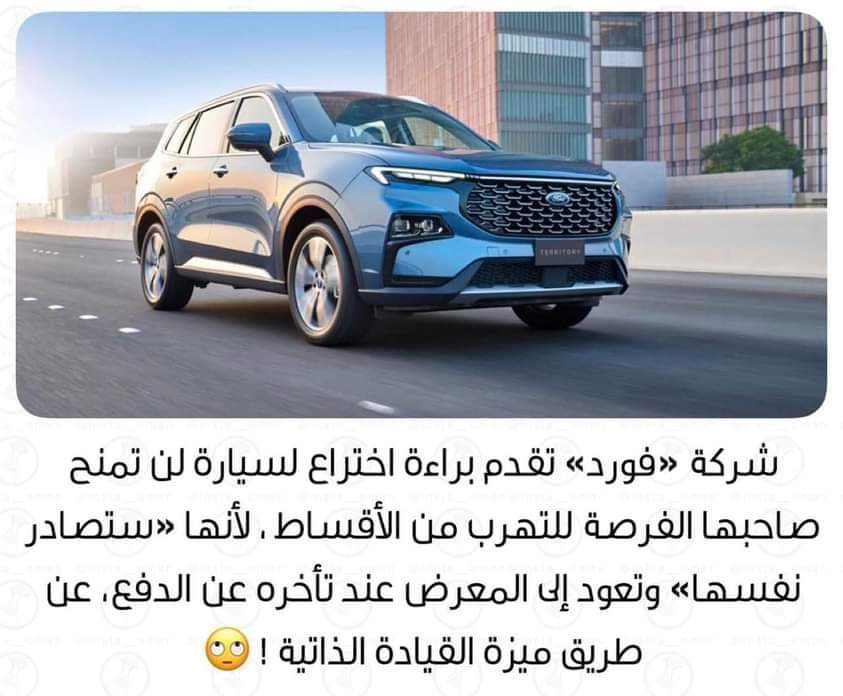 Ford
TERRITORY
شركة «فورد» تقدم براءة اختراع لسيارة لن تمنح
صاحبها الفرصة للتهرب من الأقساط ، لأنها «ستصادر
نفسها» وتعود إلى المعرض عند تأخره عن الدفع، عن
طريق ميزة القيادة الذاتية ! 🙄